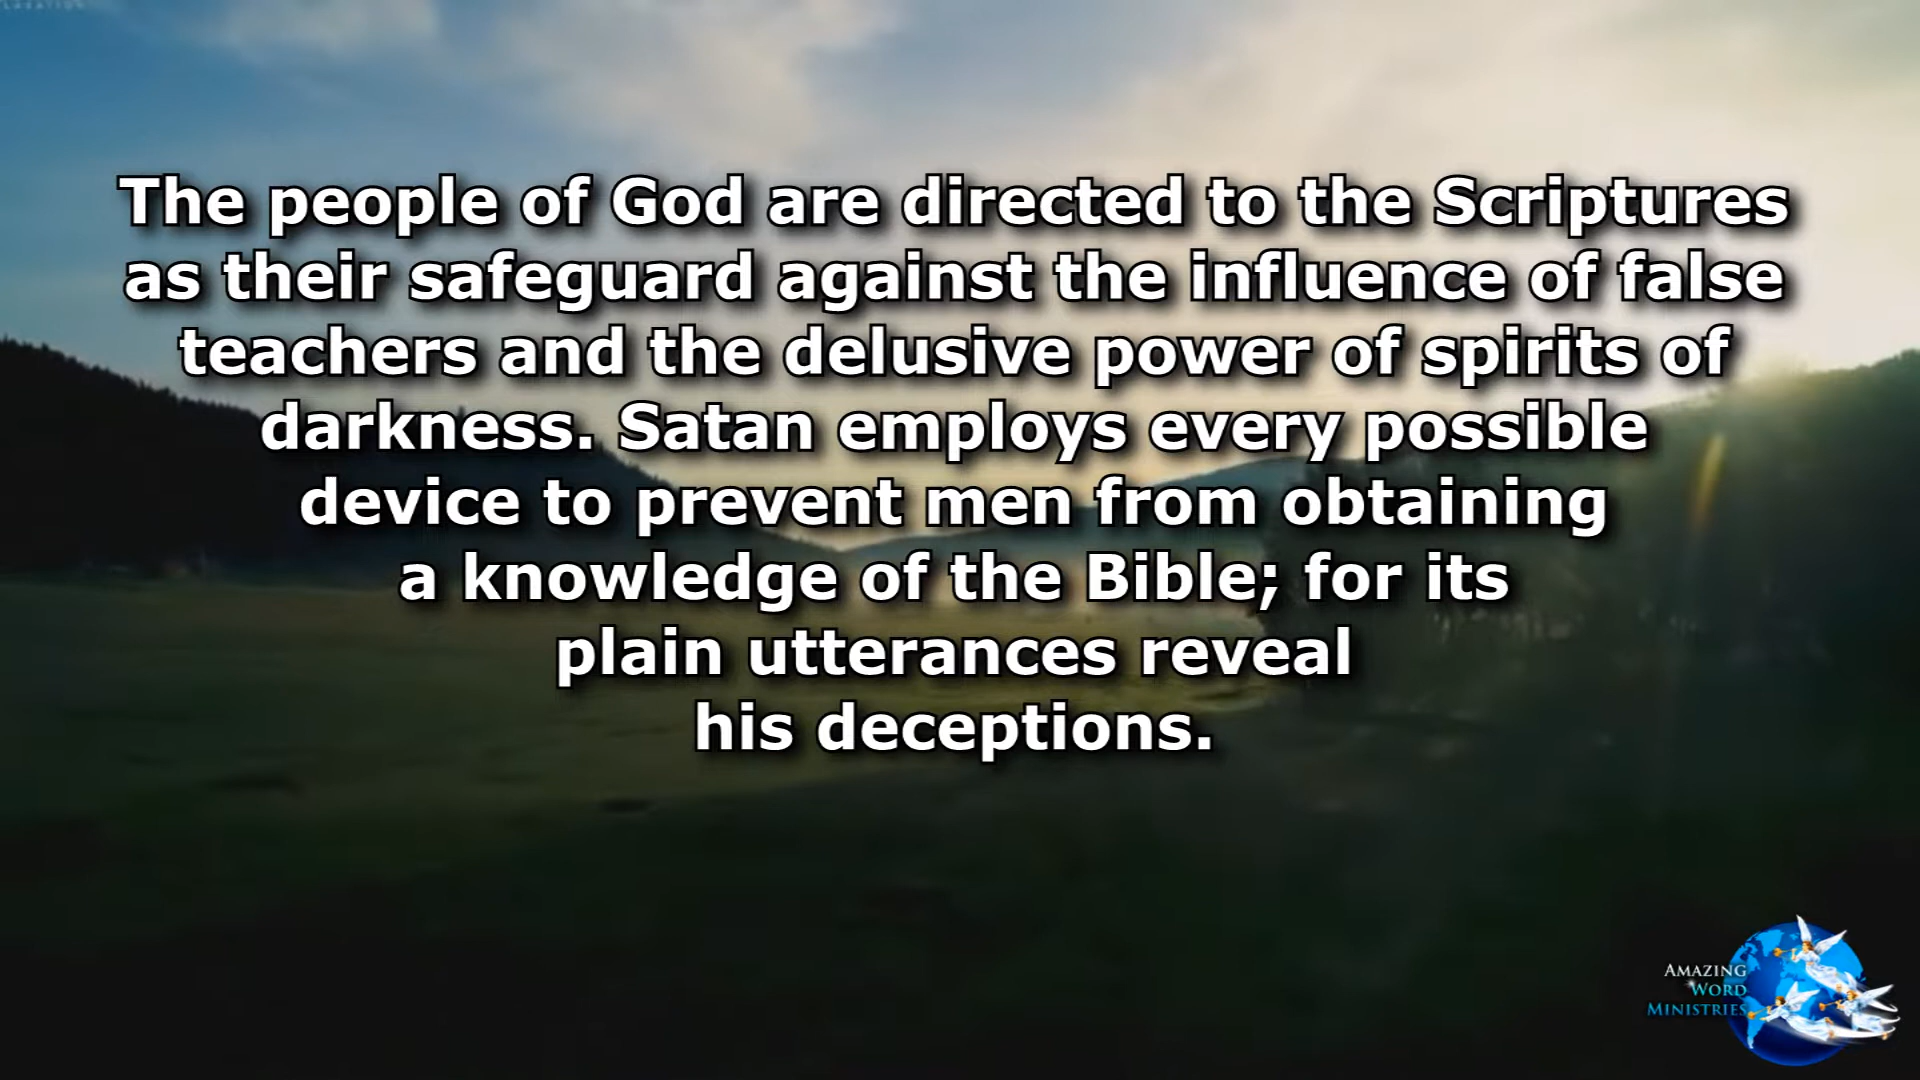 The people of God are directed to the Scriptures
as their safeguard against the influence of false
teachers and the delusive power of spirits of
darkness. Satan employs every possible
device to prevent men from obtaining
a knowledge of the Bible; for its
plain utterances reveal
his deceptions.
AMAZING
WORD
MINISTRIES